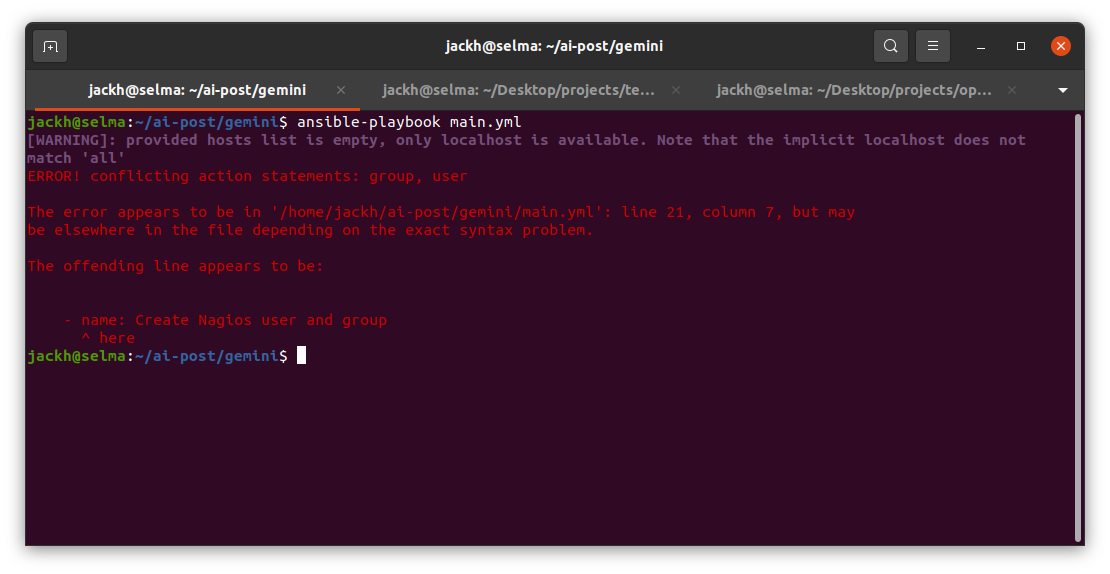 jackh@selma: ~/ai-post/gemini
jackh@selma: ~/ai-post/gemini
jackh@selma: ~/Desktop/projects/te...
jackh@selma: ~/Desktop/projects/op...
jackh@selma:~/ai-post/gemini$ ansible-playbook main.yml
[WARNING]: provided hosts list is empty, only localhost is available. Note that the implicit localhost does not
match 'all'
ERROR! conflicting action statements: group, user
The error appears to be in '/home/jackh/ai-post/gemini/main.yml': line 21, column 7, but may
be elsewhere in the file depending on the exact syntax problem.
The offending line appears to be:
- name: Create Nagios user and group
^ here
jackh@selma:~/ai-post/gemini$